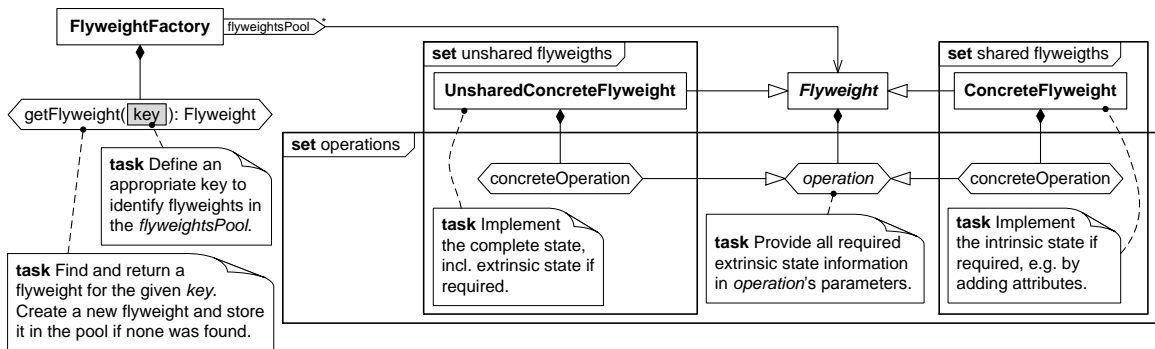 FlyweightFactory
flyweightsPool
*
set unshared flyweigths
set shared flyweigths
UnsharedConcreteFlyweight
Flyweight
ConcreteFlyweight
getFlyweight( key ): Flyweight
set operations
concreteOperation
operation
concreteOperation
task Define an
appropriate key to
identify flyweights in
the flyweightsPool.
task Implement
the complete state,
incl. extrinsic state if
required.
task Provide all required
extrinsic state information
in operation's parameters.
task Implement
the intrinsic state if
required, e.g. by
adding attributes.
task Find and return a
flyweight for the given key.
Create a new flyweight and store
it in the pool if none was found.